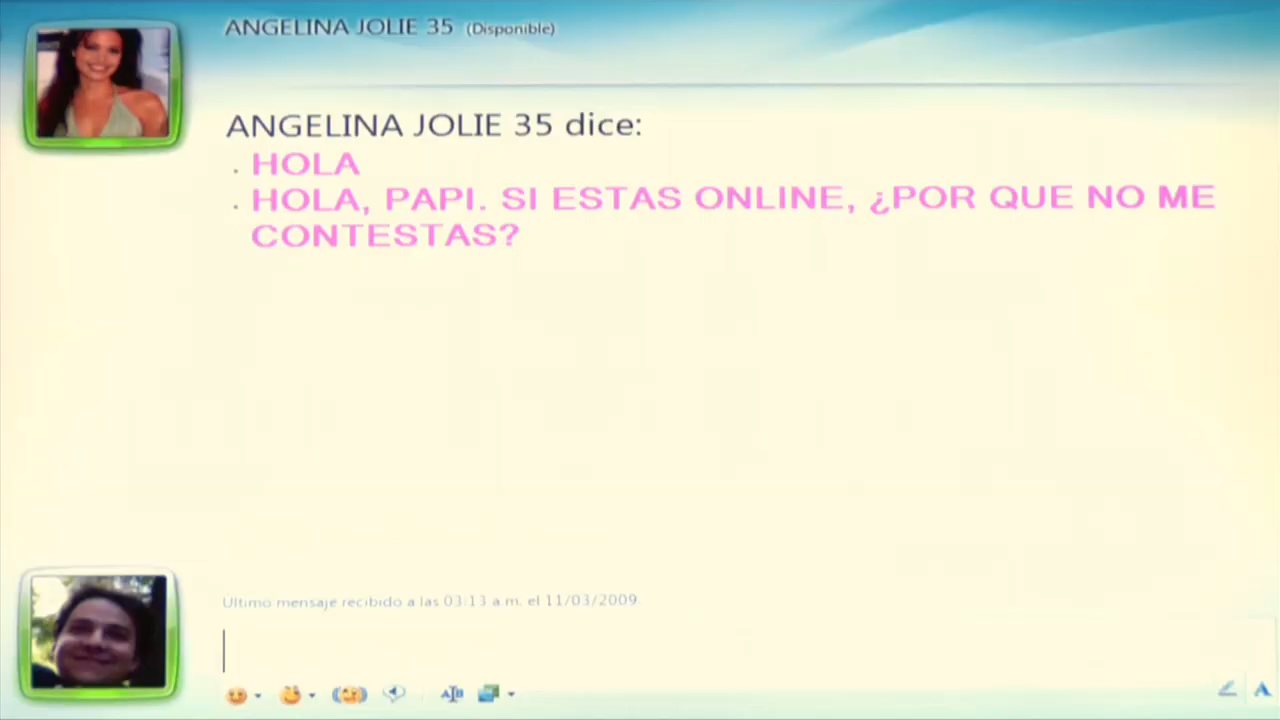 ANGELINA JOLIE 35 (Disponible)
ANGELINA JOLIE 35 dice:
. HOLA
. HOLA, PAPI. SI ESTAS ONLINE, ¿POR QUE NO ME
CONTESTAS?
Último mensaje recibido a las 03:13 a.m. el 11/03/2009.